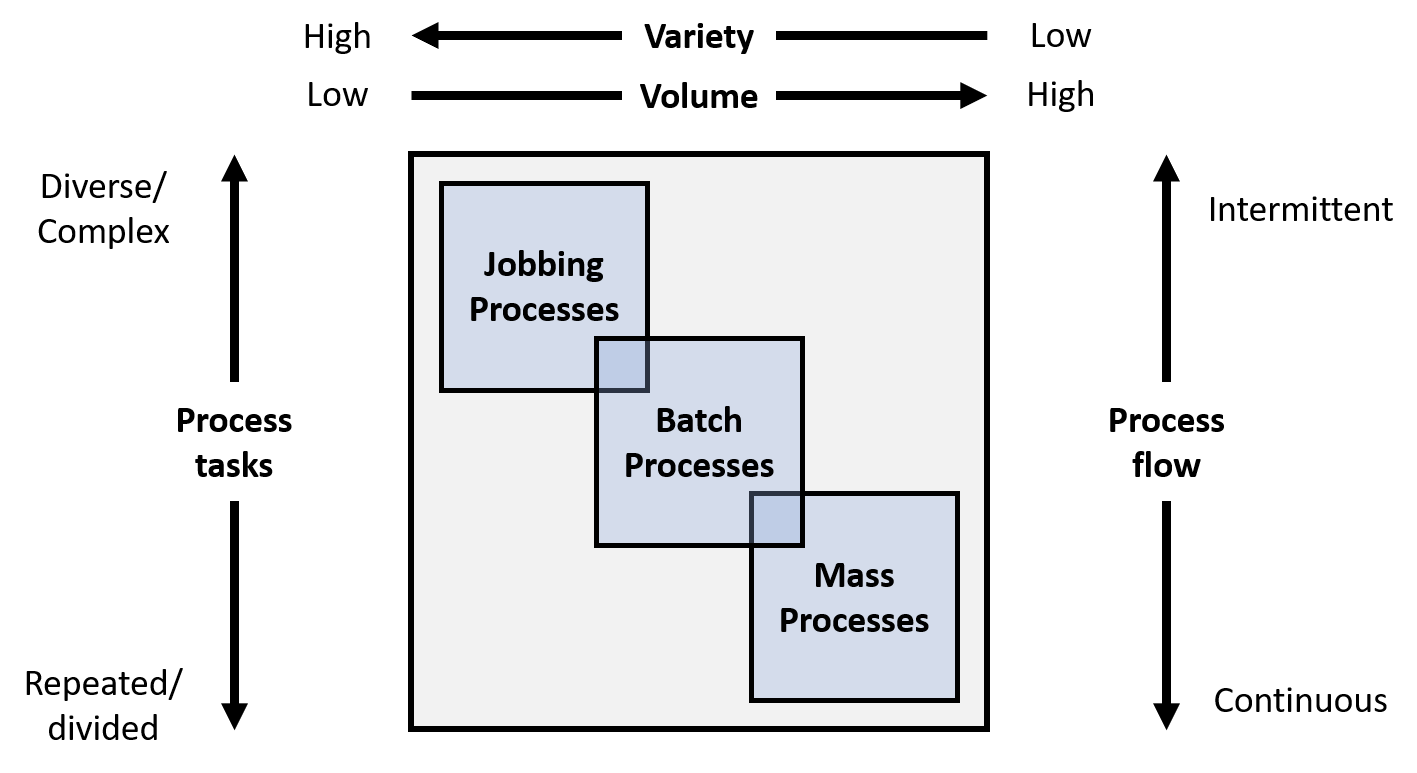 High Variety Low
Low Volume High
Diverse/
Complex
Intermittent
Jobbing
Processes
Process
tasks
Batch
Processes
Process
flow
Mass
Processes
Repeated/
divided
Continuous